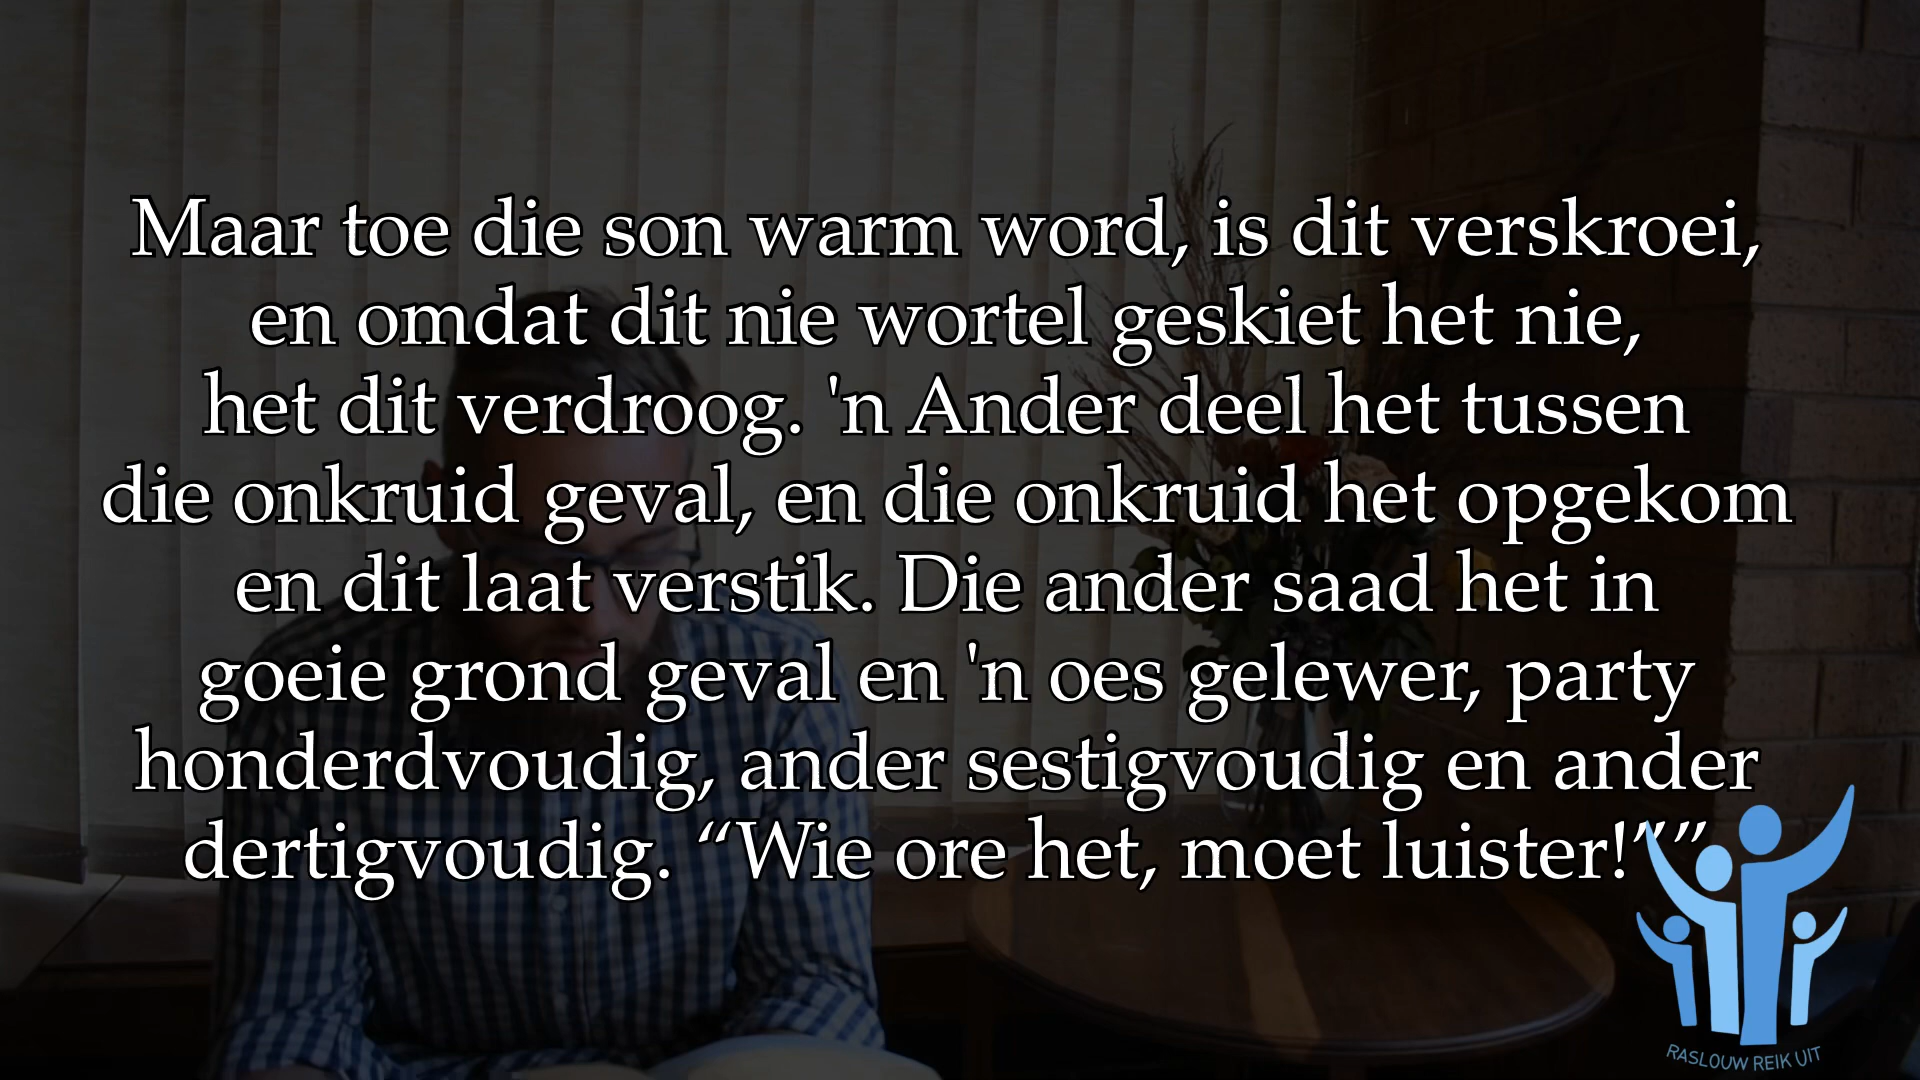 Maar toe die son warm word, is dit verskroei,
en omdat dit nie wortel geskiet het nie,
het dit verdroog. 'n Ander deel het tussen
die onkruid geval, en die onkruid het opgekom
en dit laat verstik. Die ander saad het in
goeie grond geval en 'n oes gelewer, party
honderdvoudig, ander sestigvoudig en ander
dertigvoudig. “Wie ore het, moet luister!””
RASLOUW REIK UIT